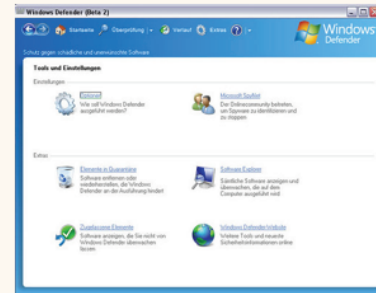 Windows Defender (Beta 2)
Startseite Überprüfung Verlauf Extras
Windows
Defender
Schutz gegen schädliche und unerwünschte Software
Tools und Einstellungen
Einstellungen
Optionen
Wie soll Windows Defender
ausgeführt werden?
Microsoft SpyNet
Der Onlinecommunity beitreten,
um Spyware zu identifizieren und
zu stoppen
Extras
Elemente in Quarantäne
Software entfernen oder
wiederherstellen, die Windows
Defender an der Ausführung hindert
Software Explorer
Sämtliche Software anzeigen und
überwachen, die auf dem
Computer ausgeführt wird
Zugelassene Elemente
Software anzeigen, die Sie nicht von
Windows Defender überwachen
lassen
Windows Defender-Website
Weitere Tools und neueste
Sicherheitsinformationen online